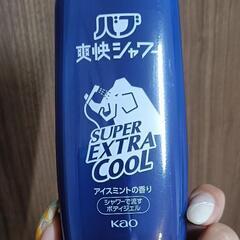 バブ
爽快シャワー
SUPER
EXTRA
COOL
アイスミントの香り
シャワーで流す
ボディジェル
Kao